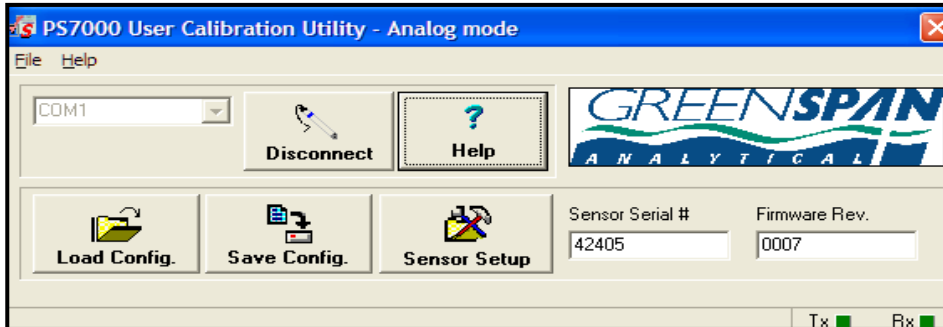 PS7000 User Calibration Utility - Analog mode
File Help
COM1
Disconnect
? Help
GREENSPAN
ANALYTICAL
Load Config.
Save Config.
Sensor Setup
Sensor Serial #
42405
Firmware Rev.
0007
Tx Rx